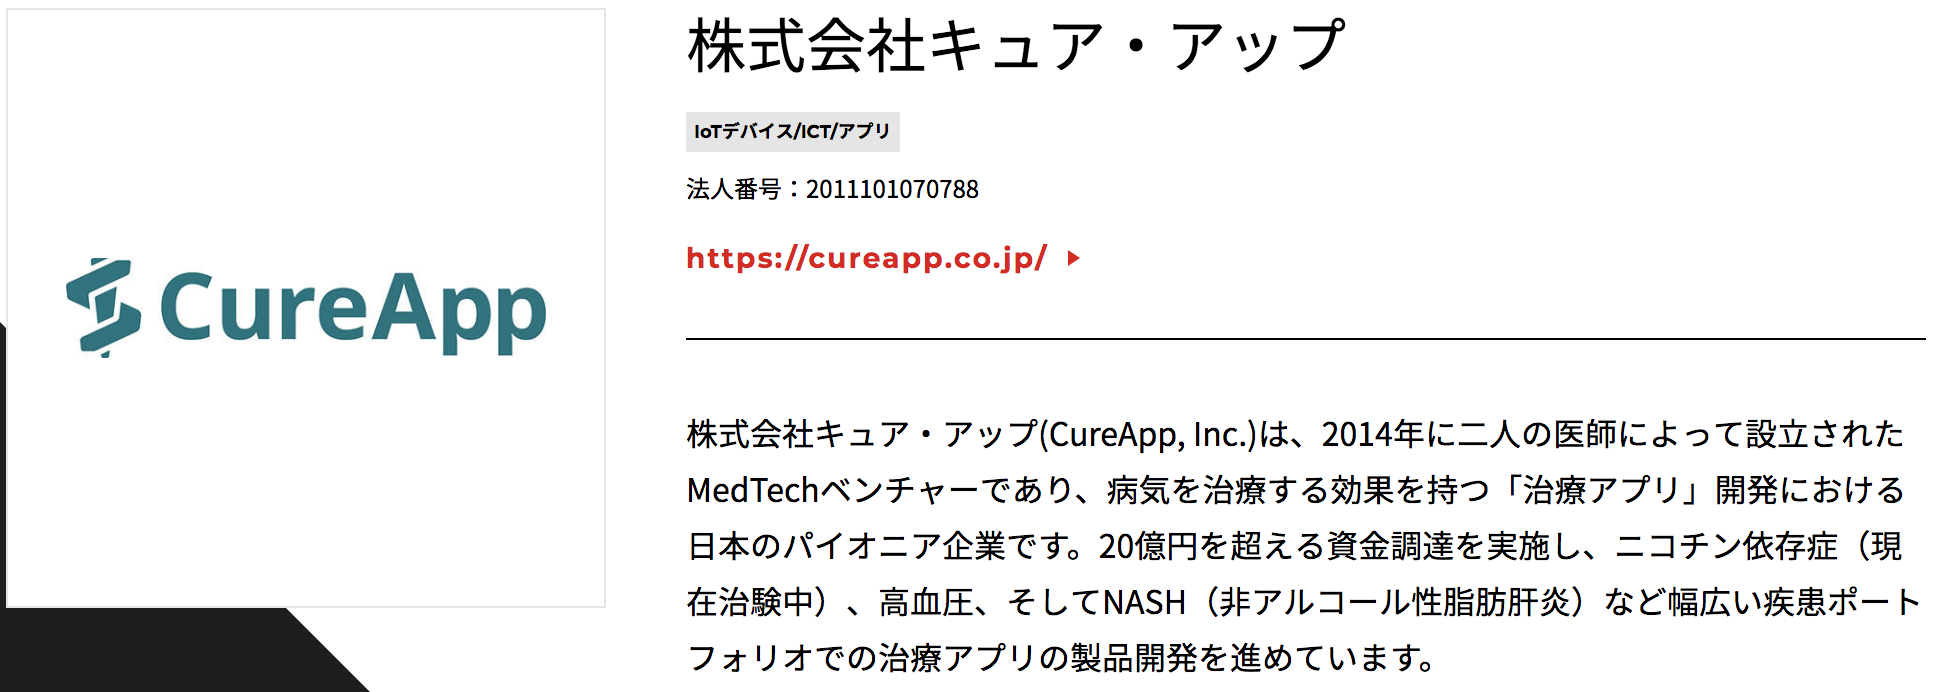 CureApp
株式会社キュア・アップ
IoTデバイス/ICT/アプリ
法人番号：2011101070788
https://cureapp.co.jp/
株式会社キュア・アップ(CureApp, Inc.)は、2014年に二人の医師によって設立された
MedTechベンチャーであり、病気を治療する効果を持つ「治療アプリ」開発における
日本のパイオニア企業です。20億円を超える資金調達を実施し、ニコチン依存症（現
在治験中）、高血圧、そしてNASH（非アルコール性脂肪肝炎）など幅広い疾患ポート
フォリオでの治療アプリの製品開発を進めています。